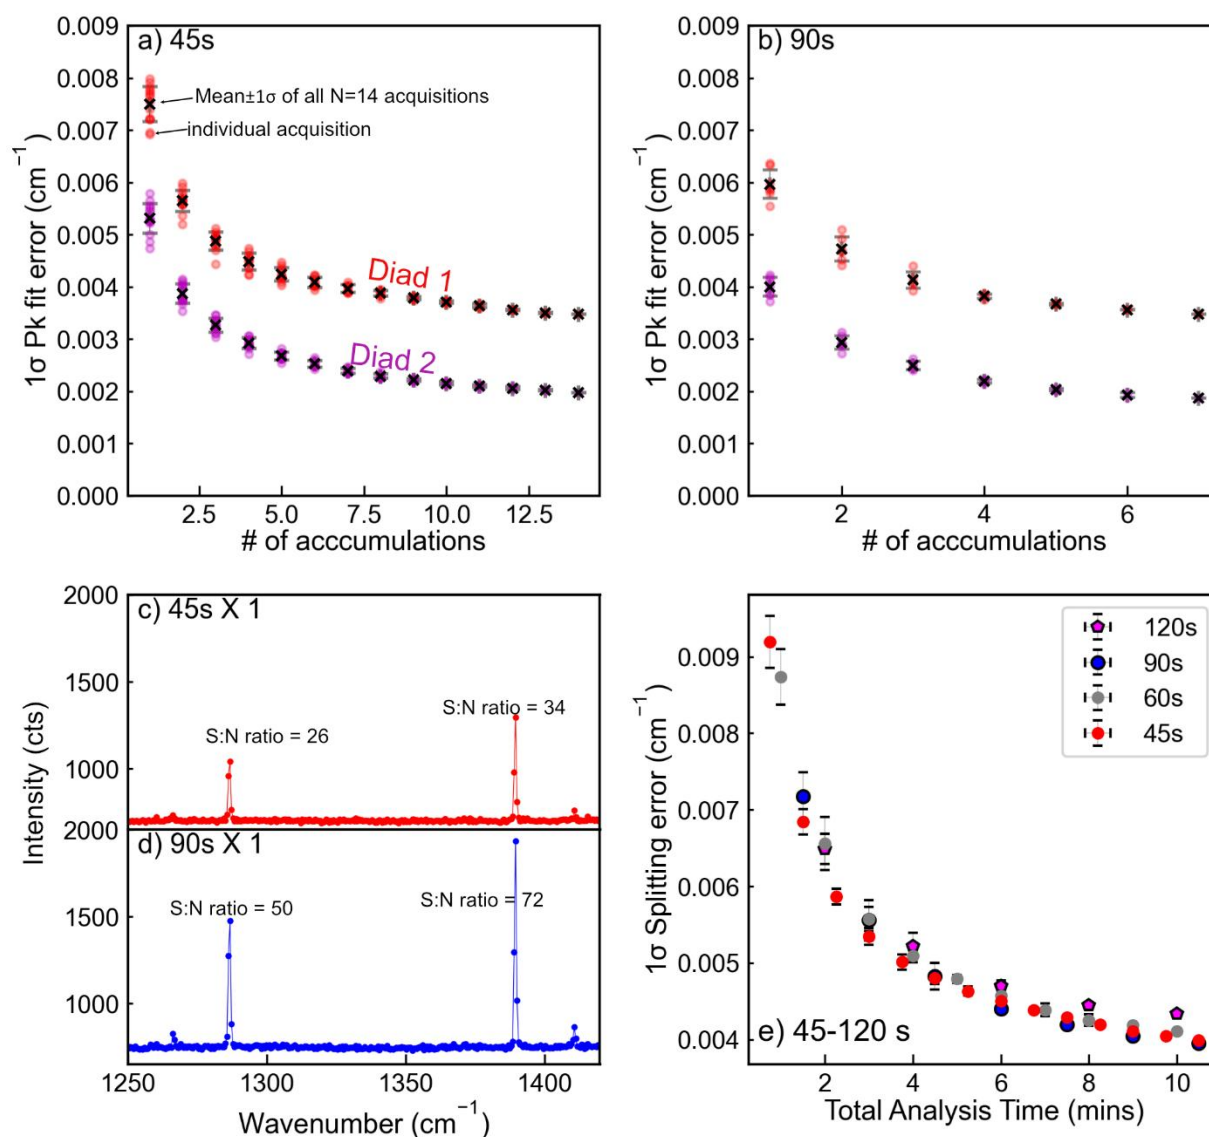 a) 45s
Mean±1σ of all N=14 acquisitions
individual acquisition
Diad 1
Diad 2
1σ Pk fit error (cm⁻¹)
0.009
0.008
0.007
0.006
0.005
0.004
0.003
0.002
0.001
0.000
2.5 5.0 7.5 10.0 12.5
# of acccumulations
b) 90s
1σ Pk fit error (cm⁻¹)
0.009
0.008
0.007
0.006
0.005
0.004
0.003
0.002
0.001
0.000
2 4 6
# of acccumulations
c) 45s X 1
S:N ratio = 26
S:N ratio = 34
2000
1500
1000
Intensity (cts)
d) 90s X 1
S:N ratio = 50
S:N ratio = 72
2000
1500
1000
1250 1300 1350 1400
Wavenumber (cm⁻¹)
120s
90s
60s
45s
1σ Splitting error (cm⁻¹)
0.009
0.008
0.007
0.006
0.005
0.004
e) 45-120 s
2 4 6 8 10
Total Analysis Time (mins)